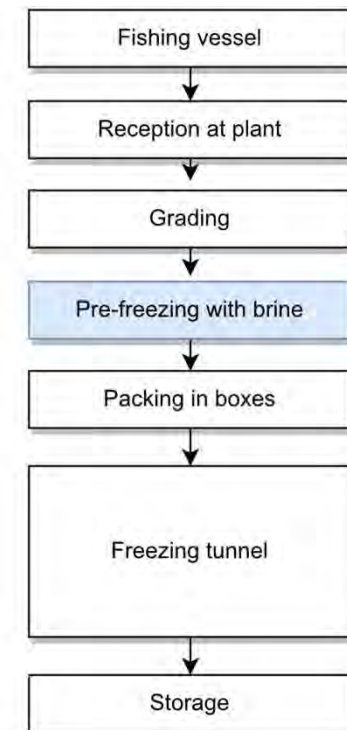 Fishing vessel
Reception at plant
Grading
Pre-freezing with brine
Packing in boxes
Freezing tunnel
Storage